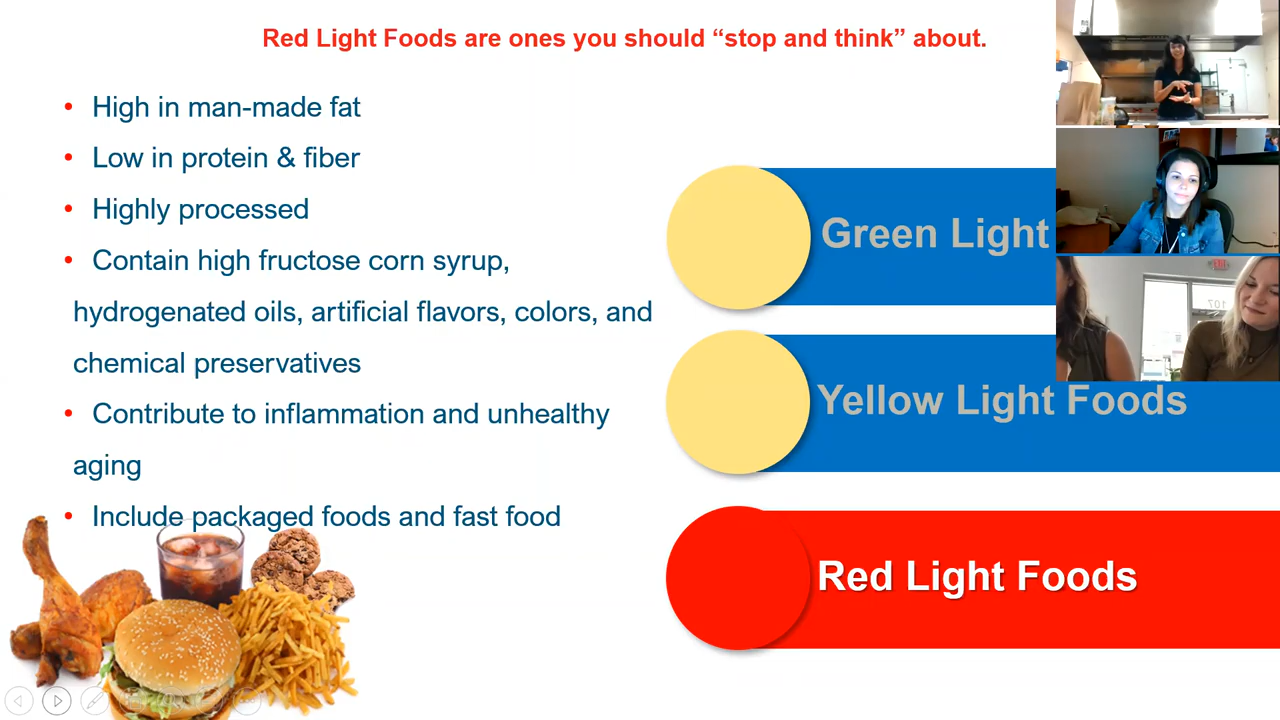 Red Light Foods are ones you should “stop and think” about.
• High in man-made fat
• Low in protein & fiber
• Highly processed
• Contain high fructose corn syrup,
hydrogenated oils, artificial flavors, colors, and
chemical preservatives
• Contribute to inflammation and unhealthy
aging
• Include packaged foods and fast food
Green Light
Yellow Light Foods
Red Light Foods
107